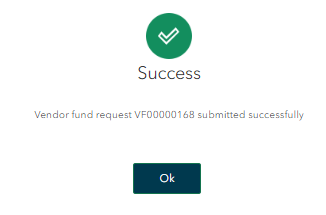 Success
Vendor fund request VF00000168 submitted successfully
Ok